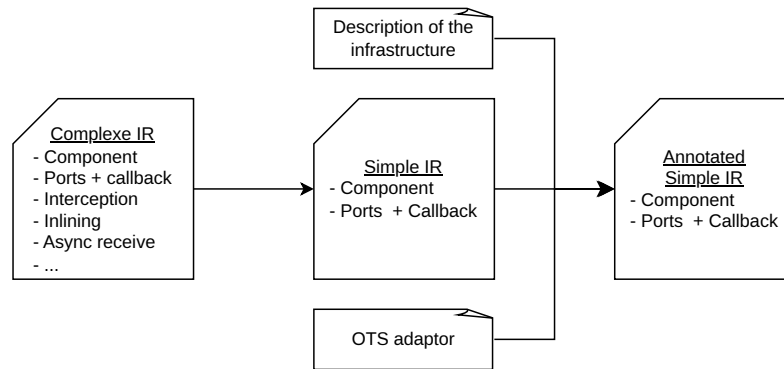 Description of the
infrastructure
Complexe IR
- Component
- Ports + callback
- Interception
- Inlining
- Async receive
- ...
Simple IR
- Component
- Ports  + Callback
Annotated
Simple IR
- Component
- Ports  + Callback
OTS adaptor